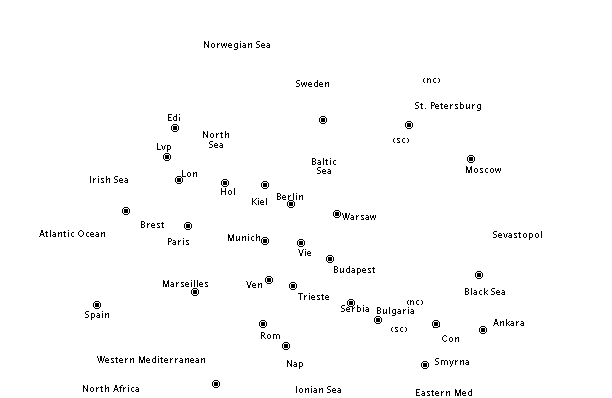 Norwegian Sea
Sweden
(nc)
St. Petersburg
Edi
North
Sea
(sc)
Lvp
Baltic
Sea
Moscow
Irish Sea
Lon
Hol
Kiel
Berlin
Warsaw
Brest
Atlantic Ocean
Paris
Munich
Sevastopol
Vie
Budapest
Marseilles
Ven
Trieste
Black Sea
Serbia
(nc)
Bulgaria
Spain
(sc)
Ankara
Rom
Con
Western Mediterranean
Nap
Smyrna
North Africa
Ionian Sea
Eastern Med